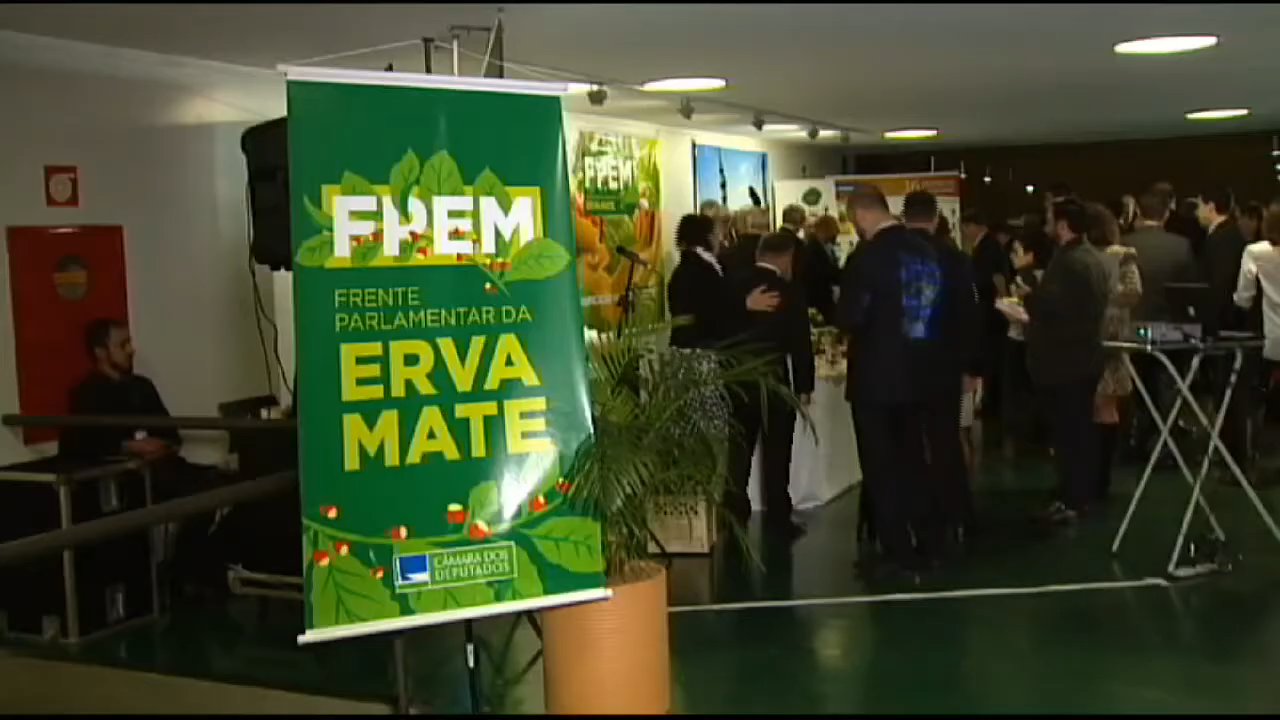 FPEM
FRENTE
PARLAMENTAR DA
ERVA
MATE
CÂMARA DOS
DEPUTADOS
FPEM